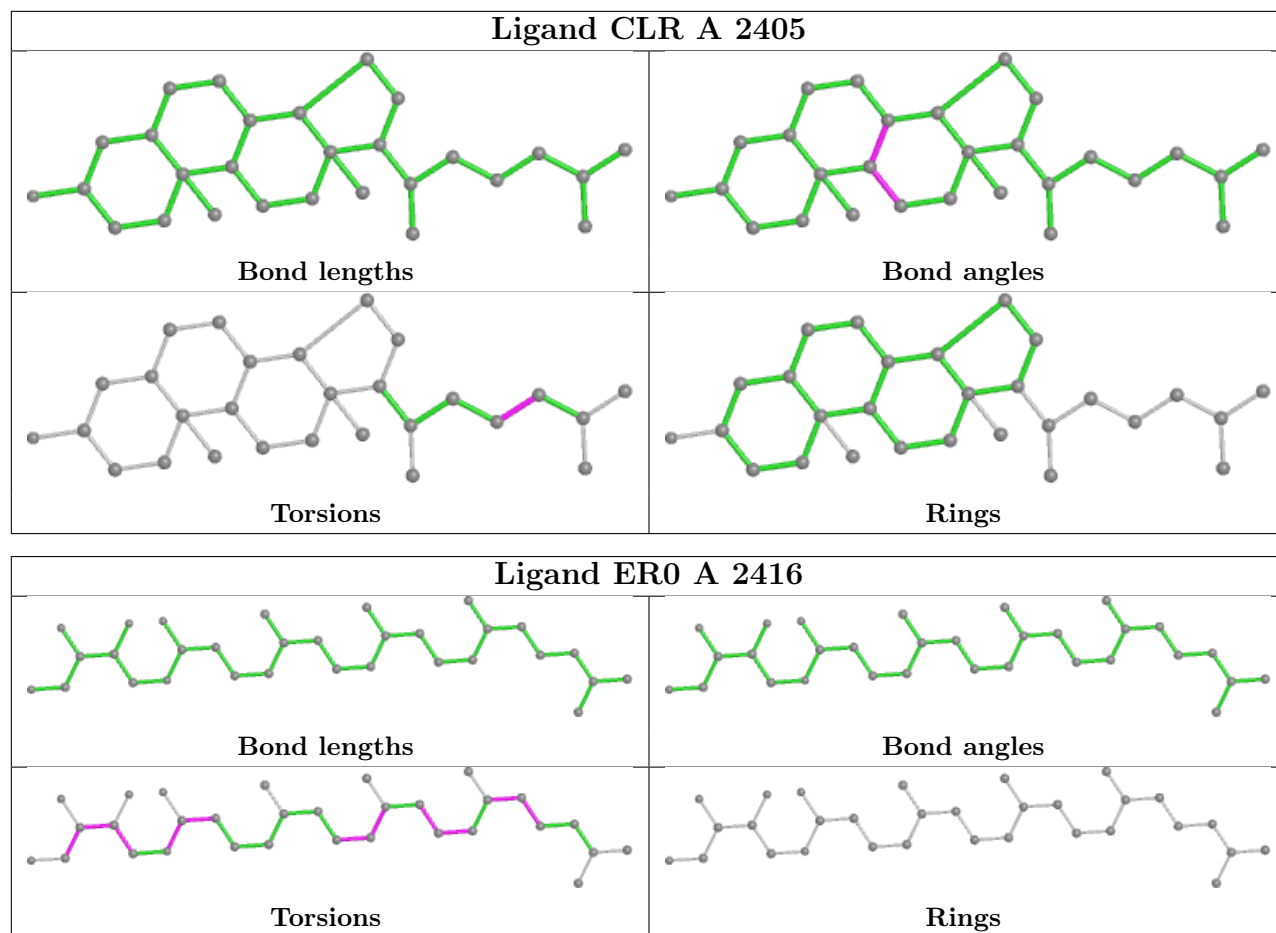 Ligand CLR A 2405
Bond lengths
Bond angles
Torsions
Rings
Ligand ER0 A 2416
Bond lengths
Bond angles
Torsions
Rings